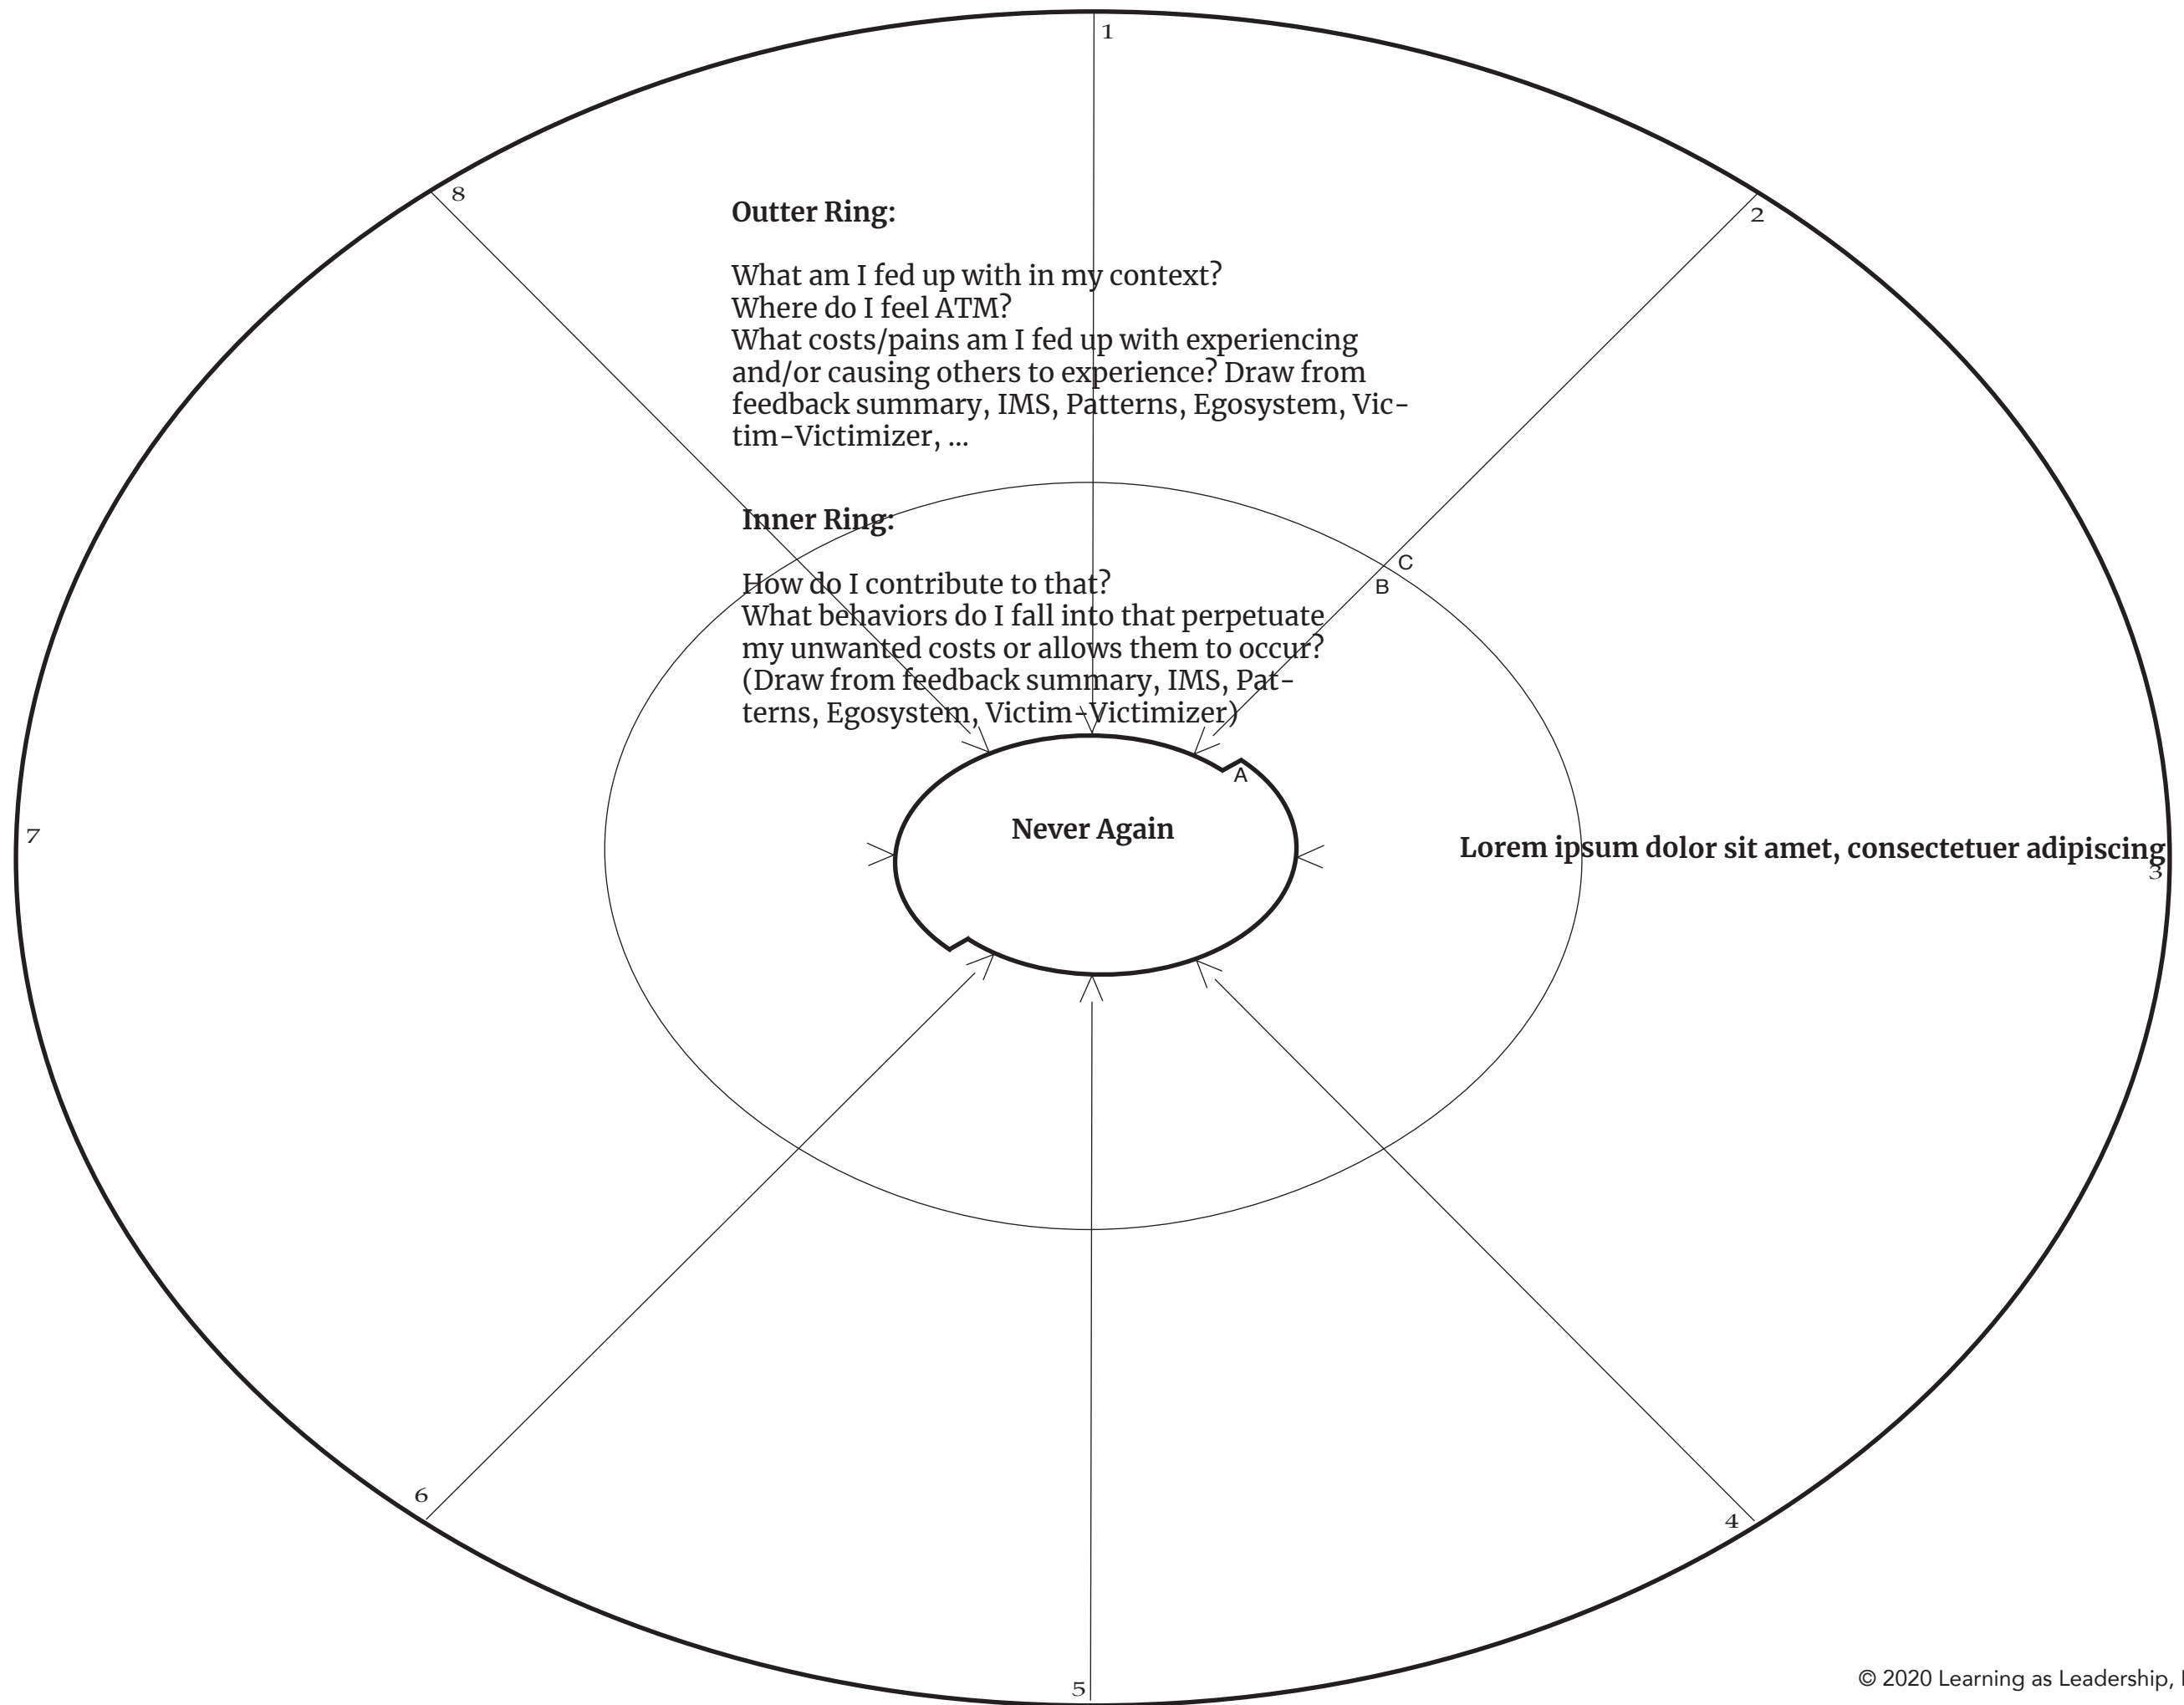 1
8
2
Outter Ring:
What am I fed up with in my context?
Where do I feel ATM?
What costs/pains am I fed up with experiencing
and/or causing others to experience? Draw from
feedback summary, IMS, Patterns, Egosystem, Vic-
tim-Victimizer, ...
Inner Ring:
C
B
How do I contribute to that?
What behaviors do I fall into that perpetuate
my unwanted costs or allows them to occur?
(Draw from feedback summary, IMS, Pat-
terns, Egosystem, Victim-Victimizer)
A
Never Again
7
Lorem ipsum dolor sit amet, consectetuer adipiscing
3
6
4
5
© 2020 Learning as Leadership,